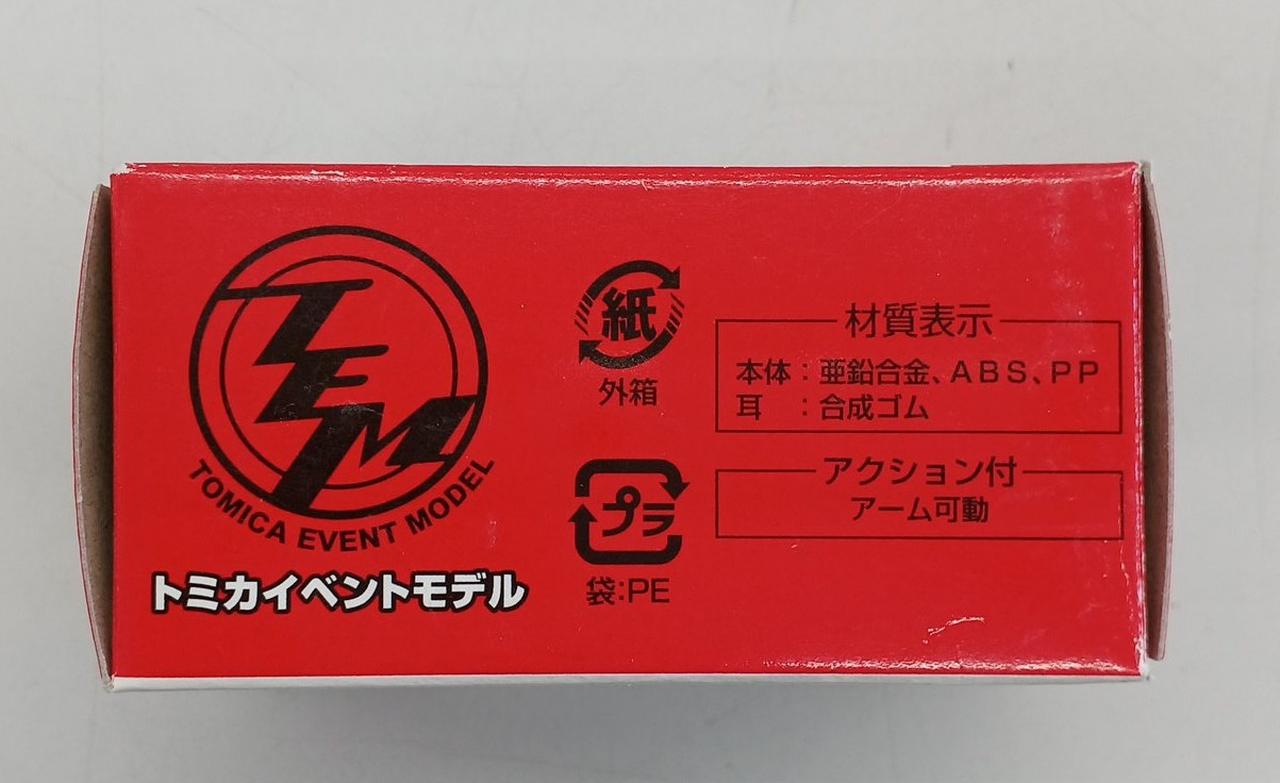 TEM
TOMICA EVENT MODEL
トミカイベントモデル
紙
外箱
プラ
袋:PE
材質表示
本体：亜鉛合金、ABS、PP
耳　：合成ゴム
アクション付
アーム可動